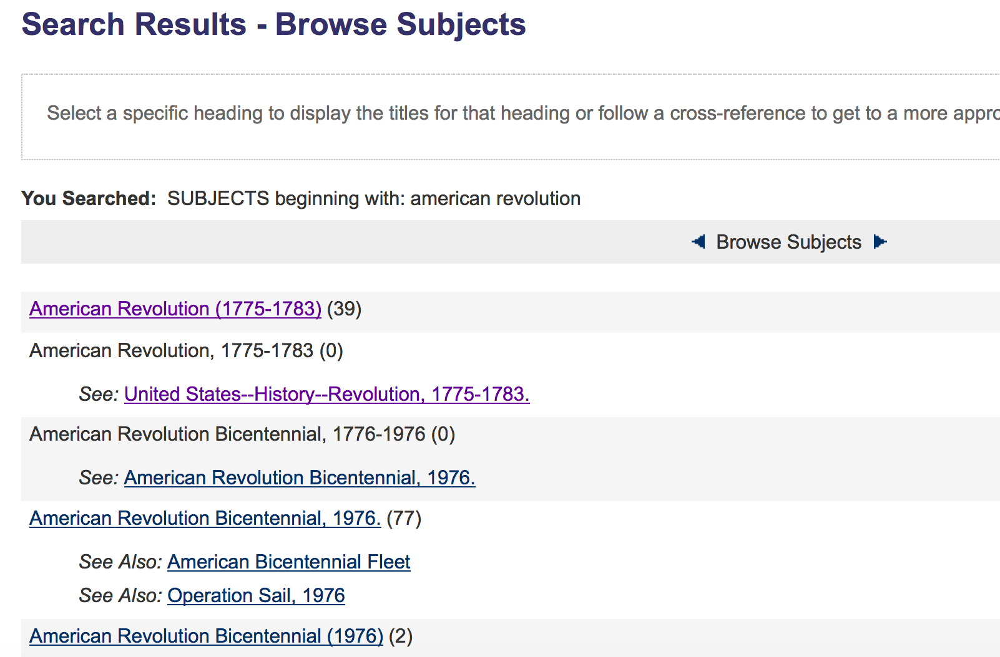 Search Results - Browse Subjects
Select a specific heading to display the titles for that heading or follow a cross-reference to get to a more
You Searched: SUBJECTS beginning with: american revolution
Browse Subjects
American Revolution (1775-1783) (39)
American Revolution, 1775-1783 (0)
See: United States--History--Revolution, 1775-1783.
American Revolution Bicentennial, 1776-1976 (0)
See: American Revolution Bicentennial, 1976.
American Revolution Bicentennial, 1976. (77)
See Also: American Bicentennial Fleet
See Also: Operation Sail, 1976
American Revolution Bicentennial (1976) (2)